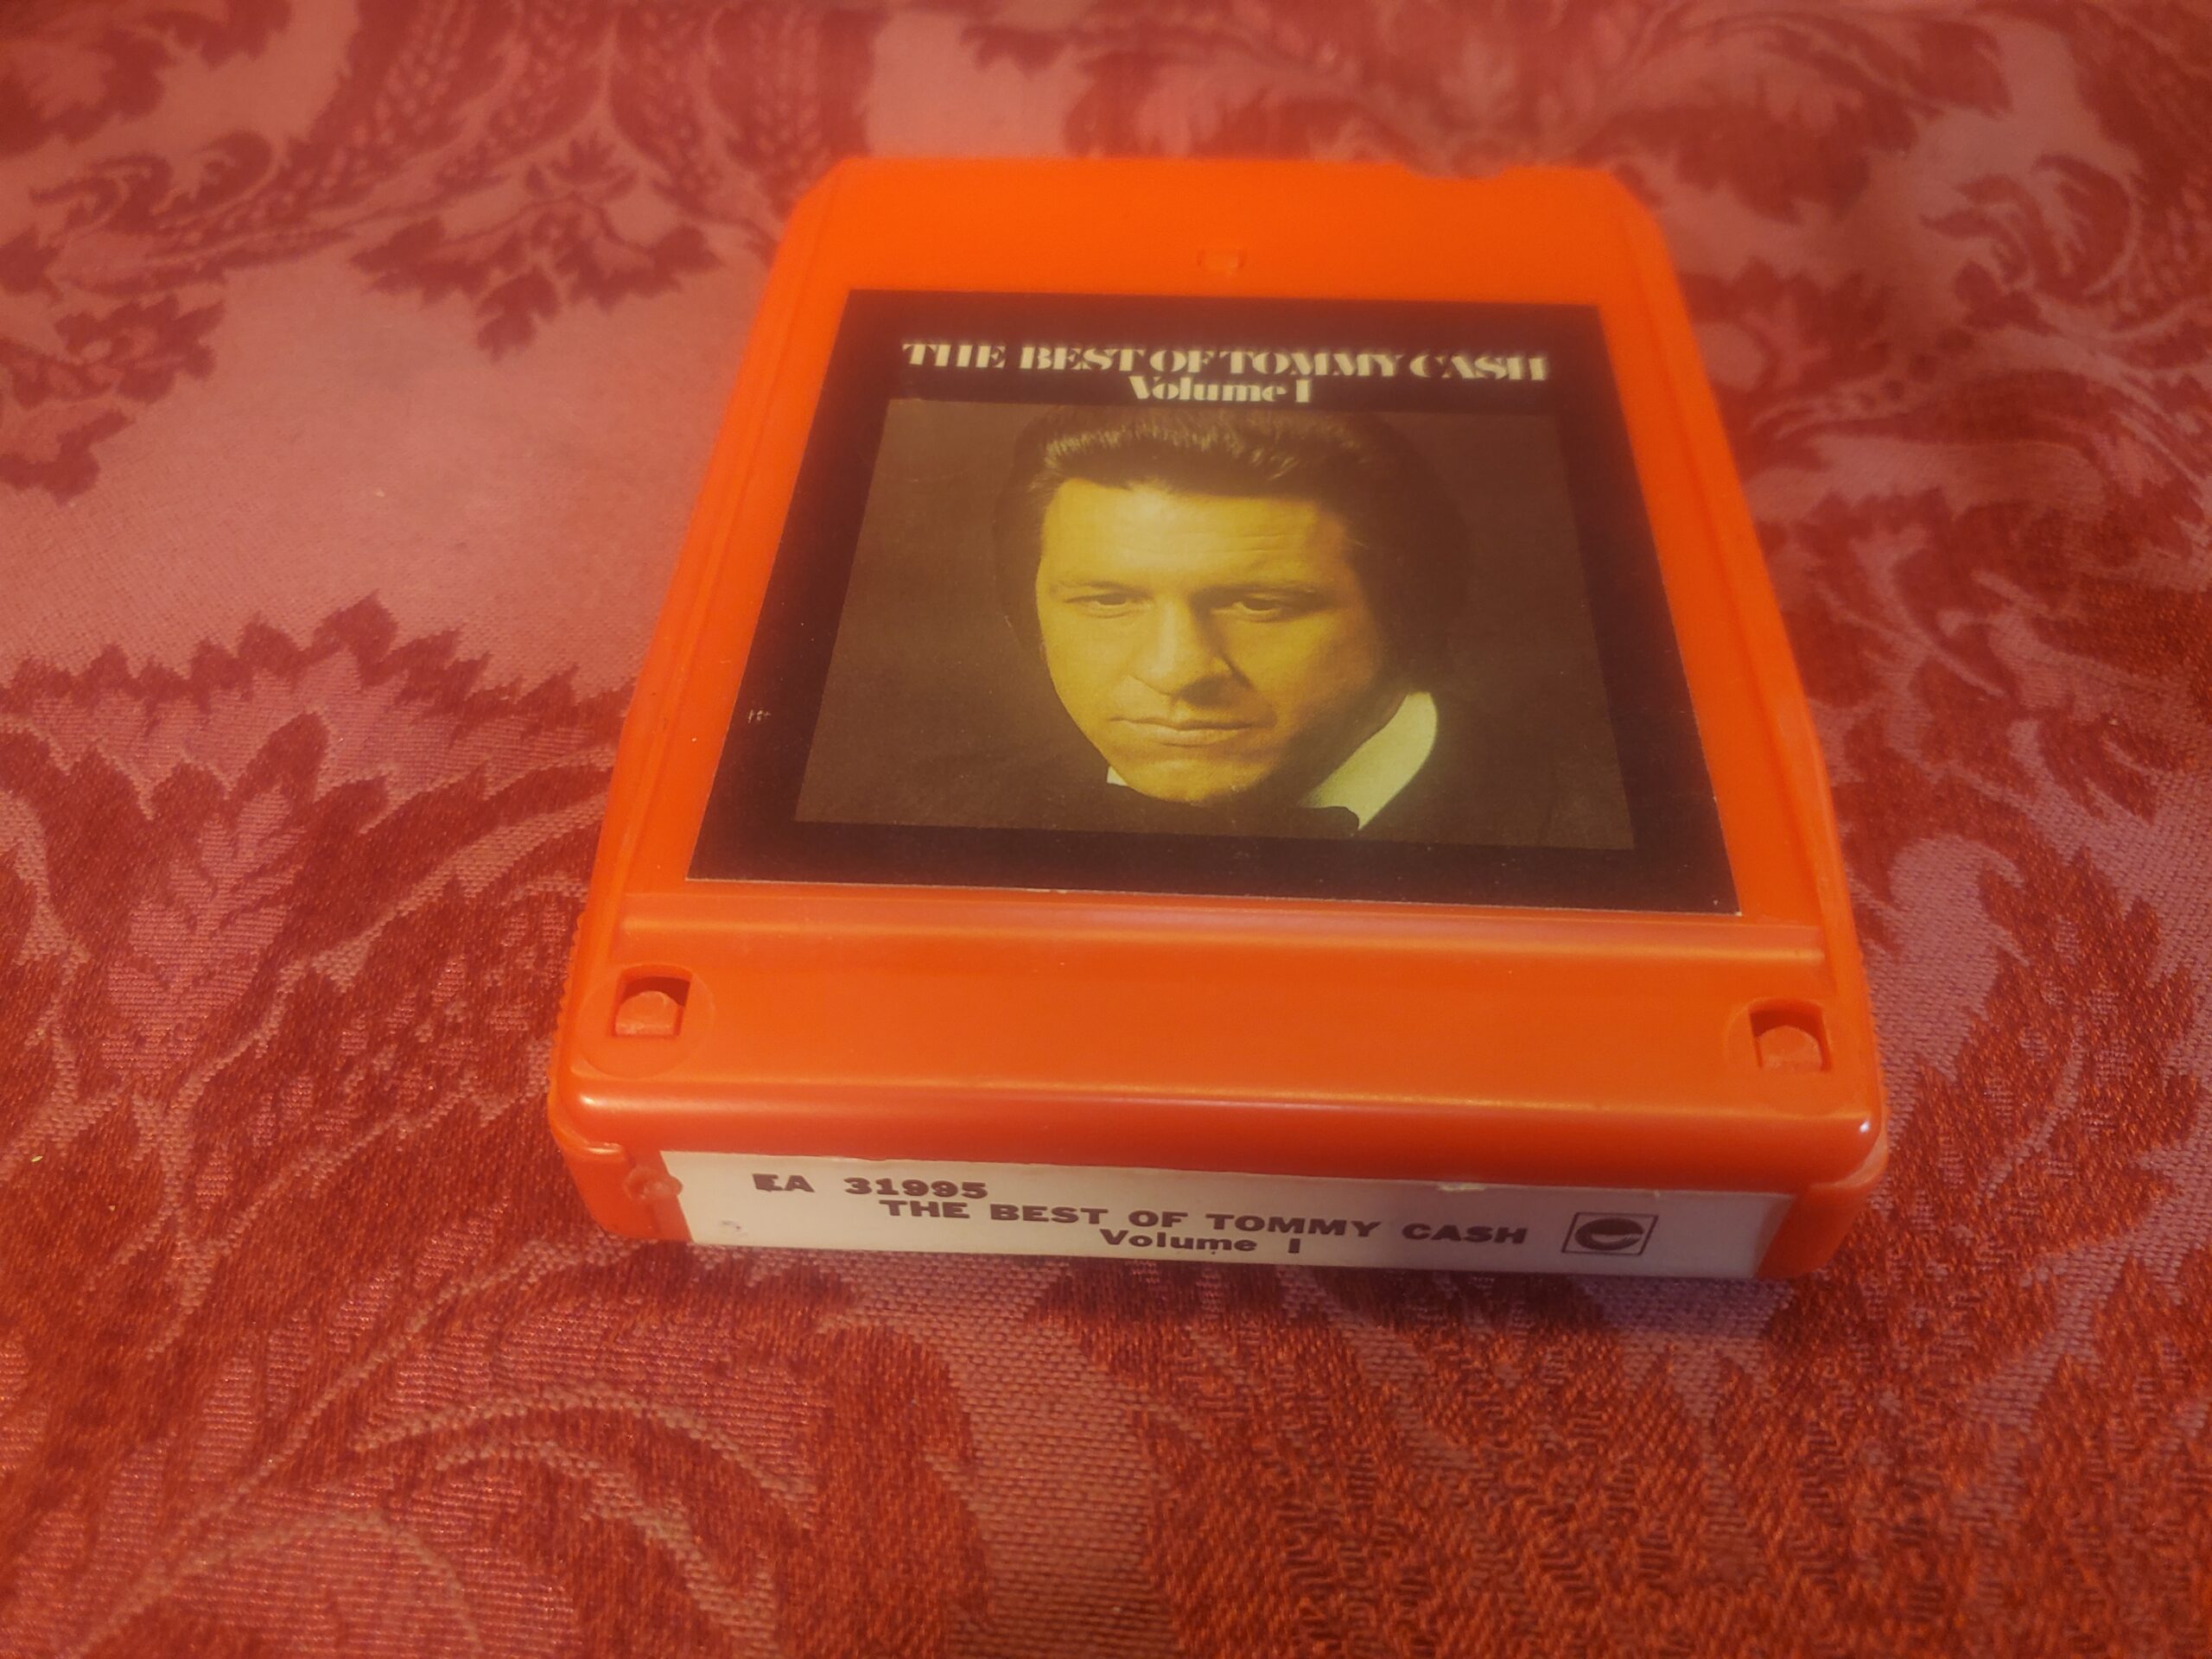 THE BEST OF TOMMY CASH
Volume I
EA 31995
THE BEST OF TOMMY CASH
Volume I